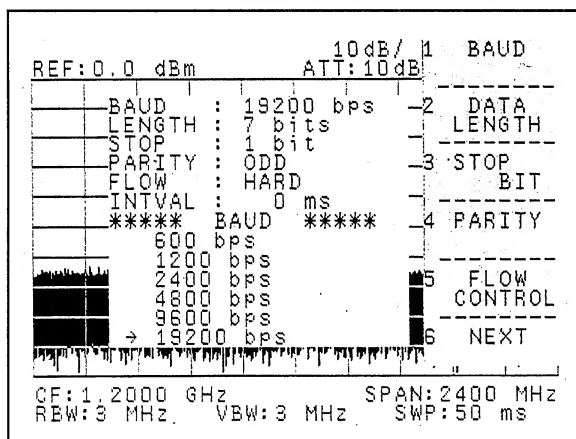 10dB/
REF:0.0 dBm ATT:10dB
BAUD : 19200 bps
LENGTH : 7 bits
STOP : 1 bit
PARITY : ODD
FLOW : HARD
INTVAL : 0 ms
***** BAUD *****
600 bps
1200 bps
2400 bps
4800 bps
9600 bps
→ 19200 bps
CF:1.2000 GHz SPAN:2400 MHz
RBW:3 MHz VBW:3 MHz SWP:50 ms
1 BAUD
2 DATA
LENGTH
3 STOP
BIT
4 PARITY
5 FLOW
CONTROL
6 NEXT